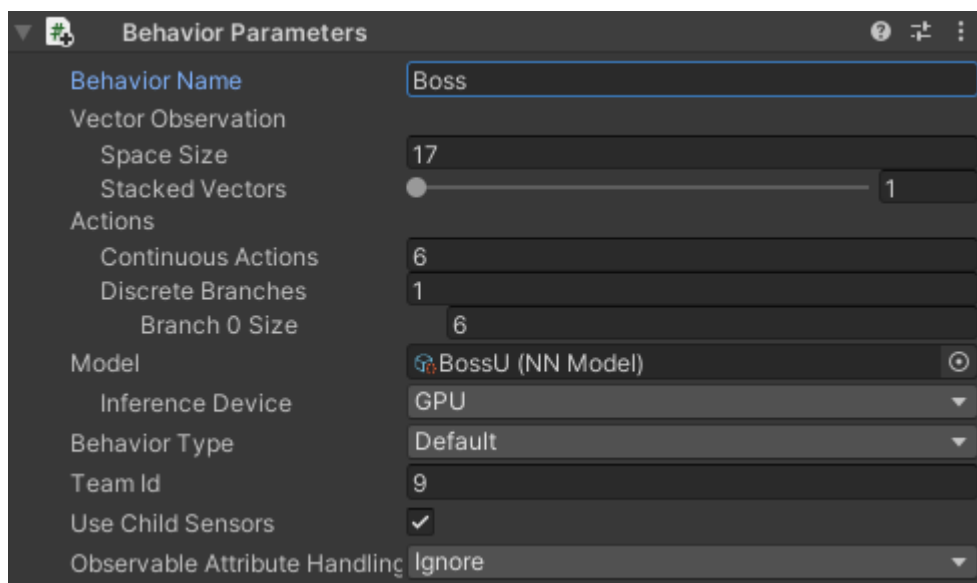 Behavior Parameters
Behavior Name Boss
Vector Observation
Space Size 17
Stacked Vectors 1
Actions
Continuous Actions 6
Discrete Branches 1
Branch 0 Size 6
Model BossU (NN Model)
Inference Device GPU
Behavior Type Default
Team Id 9
Use Child Sensors
Observable Attribute Handling Ignore